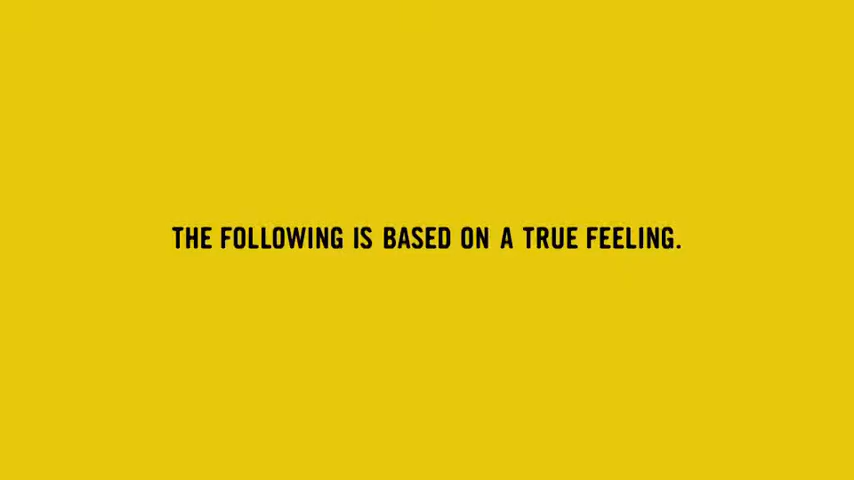 THE FOLLOWING IS BASED ON A TRUE FEELING.